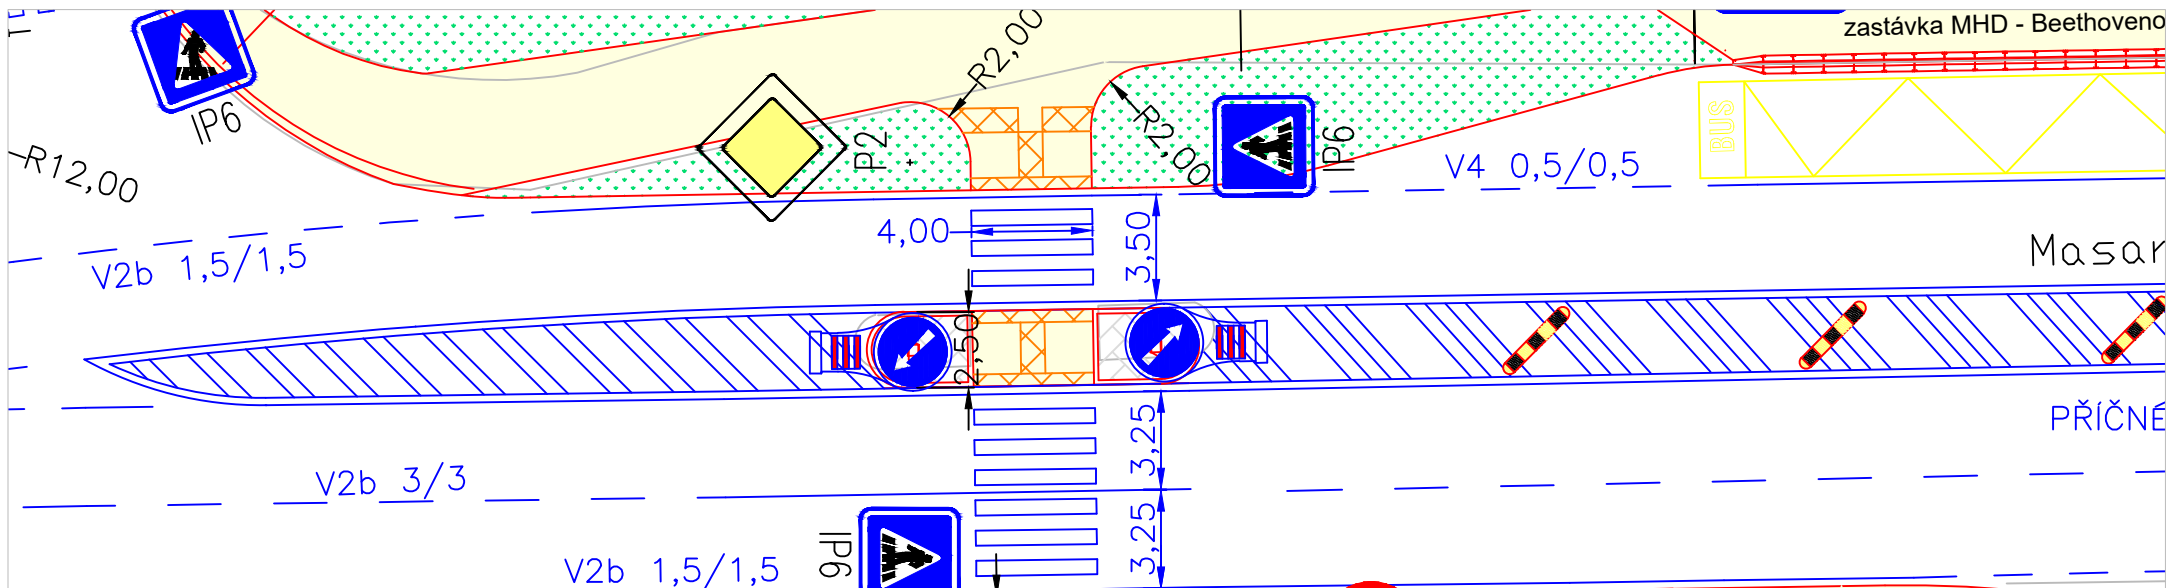 zastávka MHD - Beethoveno
R2,00
IP6
P2
R2,00
IP6
R12,00
V4 0,5/0,5
BUS
4,00
3,50
V2b 1,5/1,5
Masar
2,50
PŘÍČNÉ
3,25
V2b 3/3
3,25
IP6
V2b 1,5/1,5